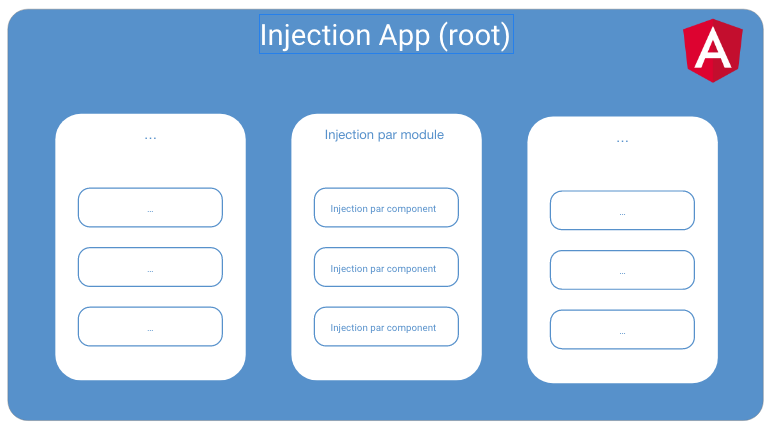 Injection App (root)
A
...
...
...
...
Injection par module
Injection par component
Injection par component
Injection par component
...
...
...
...